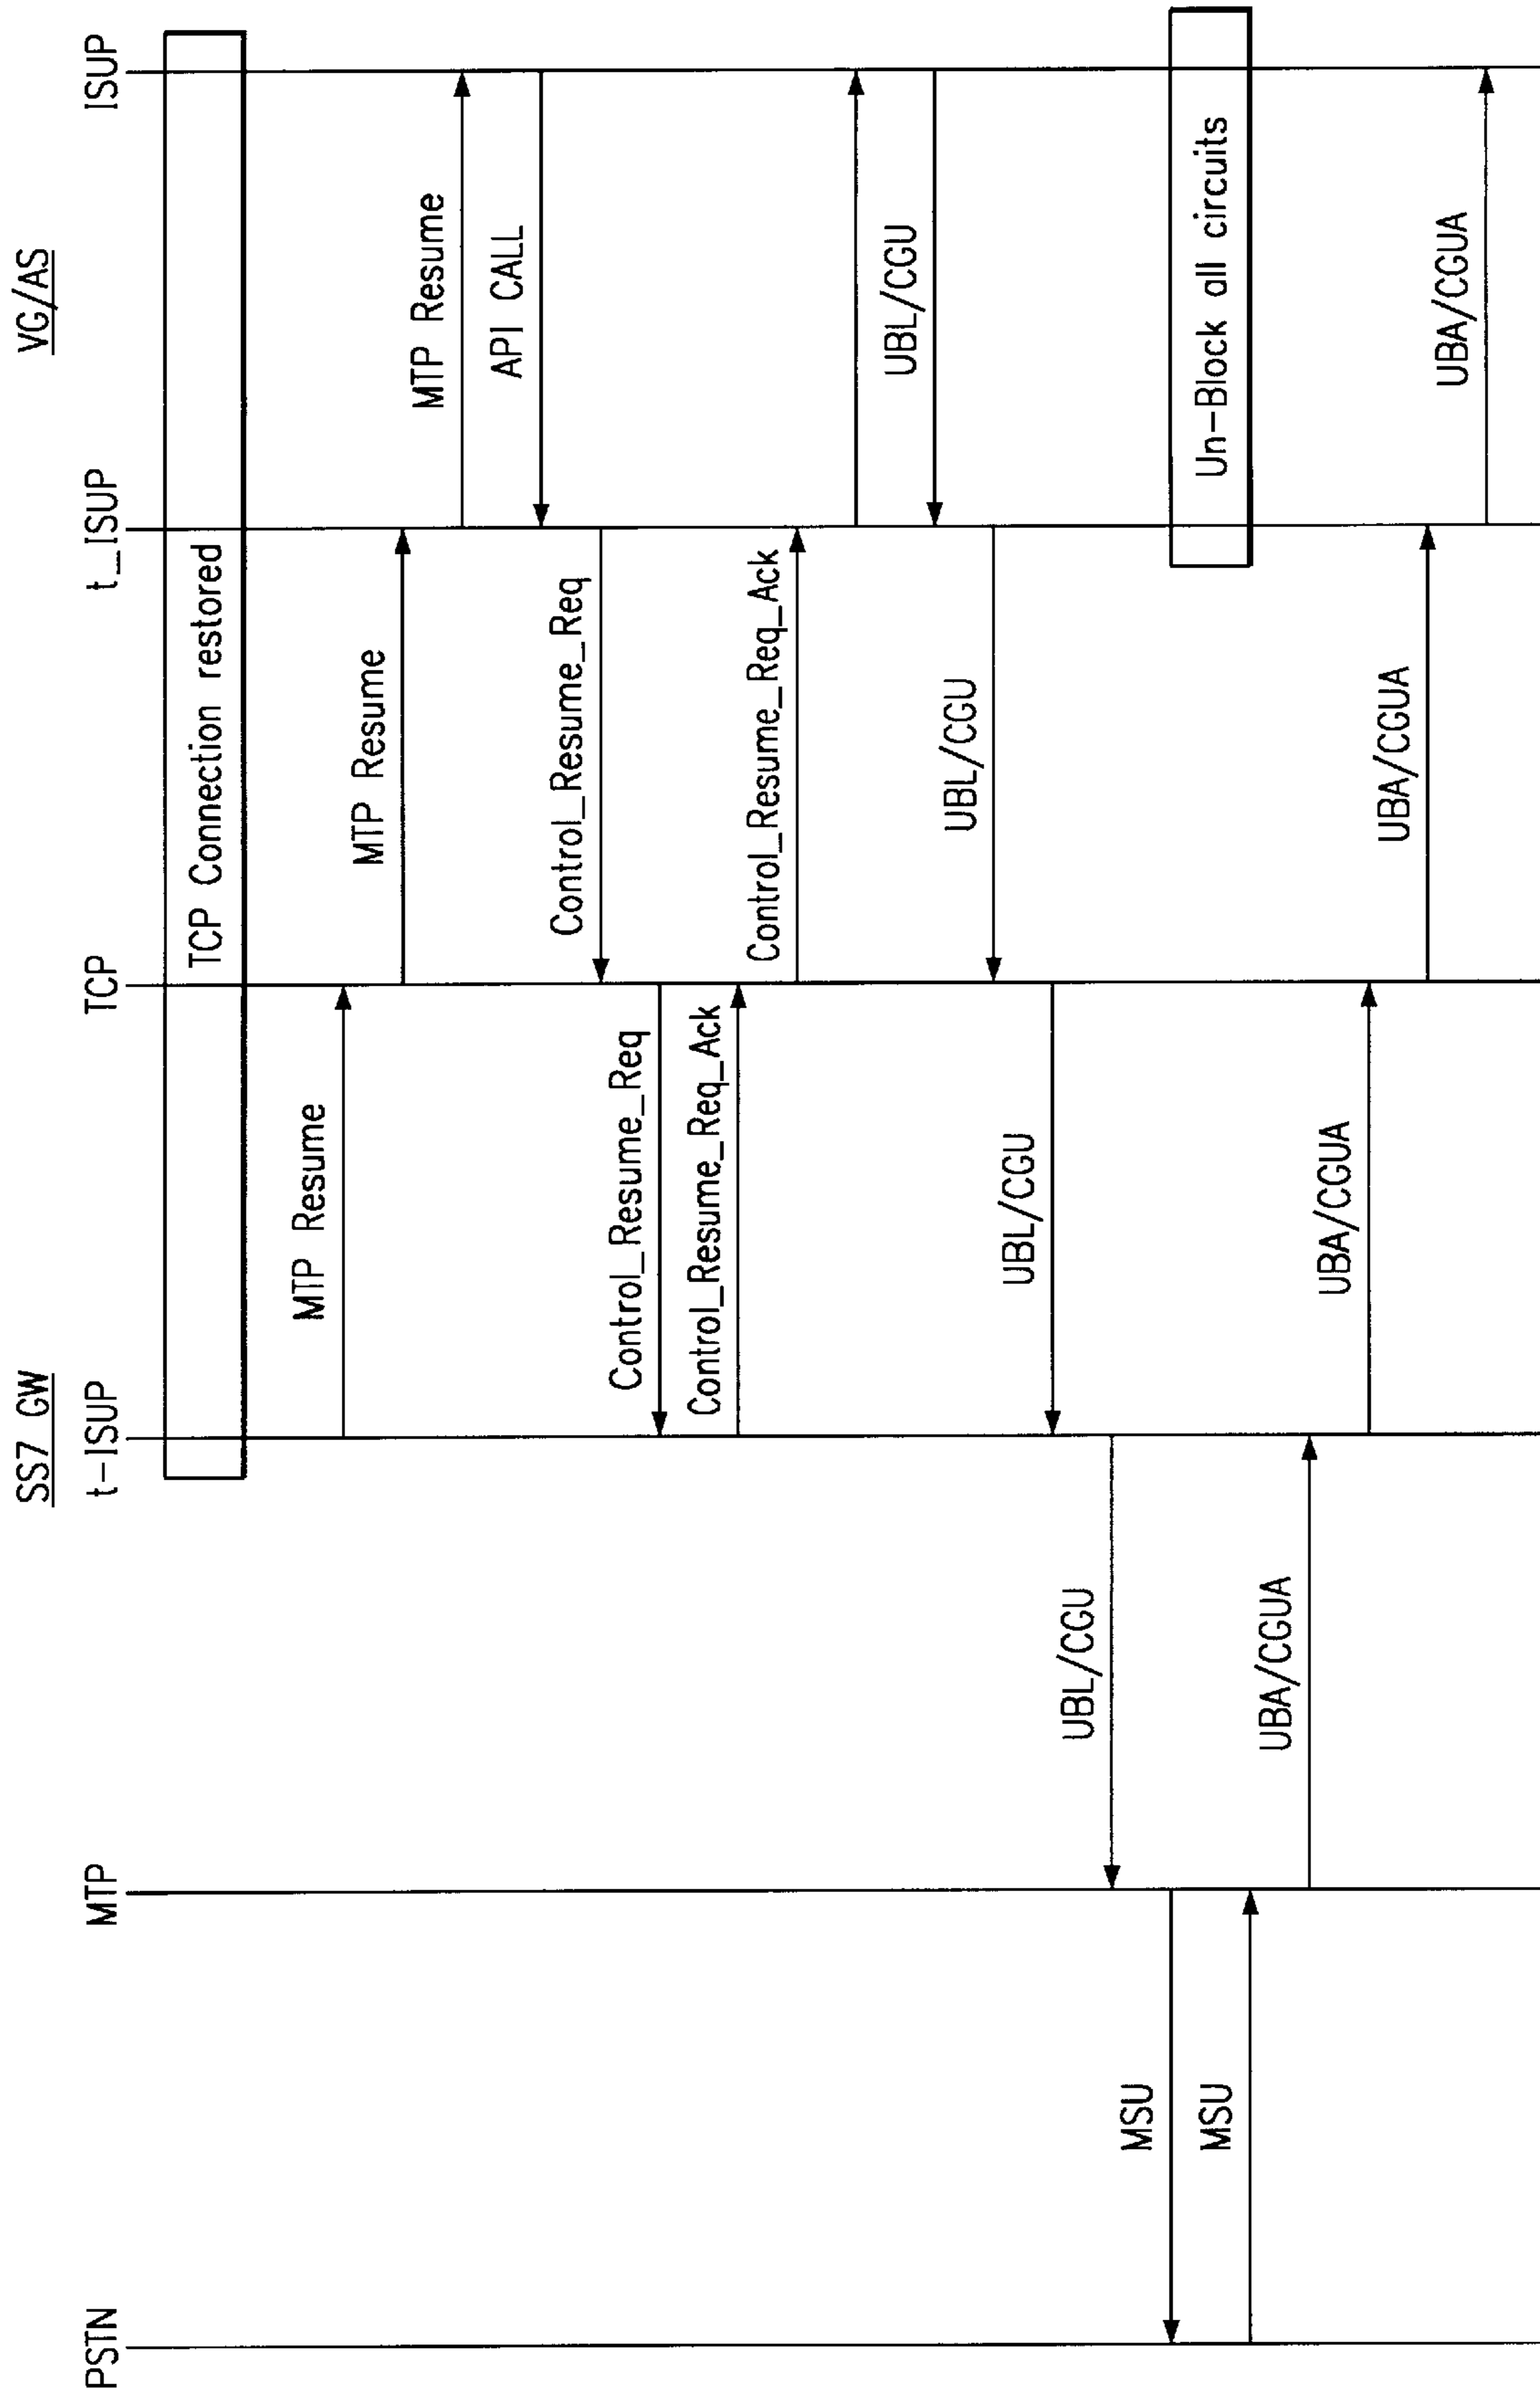 SS7 GW
VG/AS
PSTN
MTP
t-ISUP
TCP
t_ISUP
ISUP
TCP Connection restored
MTP Resume
MTP Resume
MTP Resume
API CALL
Control_Resume_Req
Control_Resume_Req
Control_Resume_Req_Ack
Control_Resume_Req_Ack
UBL/CGU
UBL/CGU
UBL/CGU
UBL/CGU
MSU
Un-Block all circuits
MSU
UBA/CGUA
UBA/CGUA
UBA/CGUA
UBA/CGUA